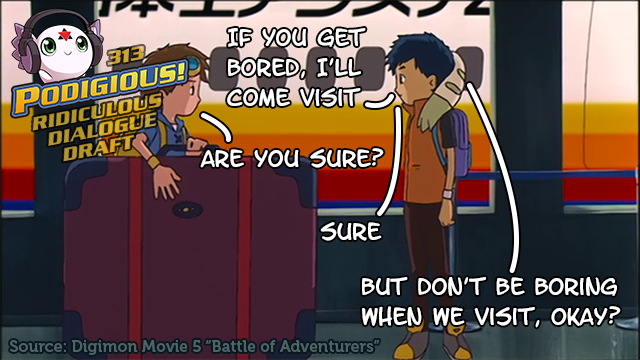 313
PODIGIOUS!
RIDICULOUS
DIALOGUE
DRAFT
IF YOU GET
BORED, I'LL
COME VISIT
ARE YOU SURE?
SURE
BUT DON'T BE BORING
WHEN WE VISIT, OKAY?
Source: Digimon Movie 5 "Battle of Adventurers"